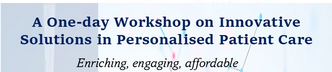 A One-day Workshop on Innovative
Solutions in Personalised Patient Care
Enriching, engaging, affordable